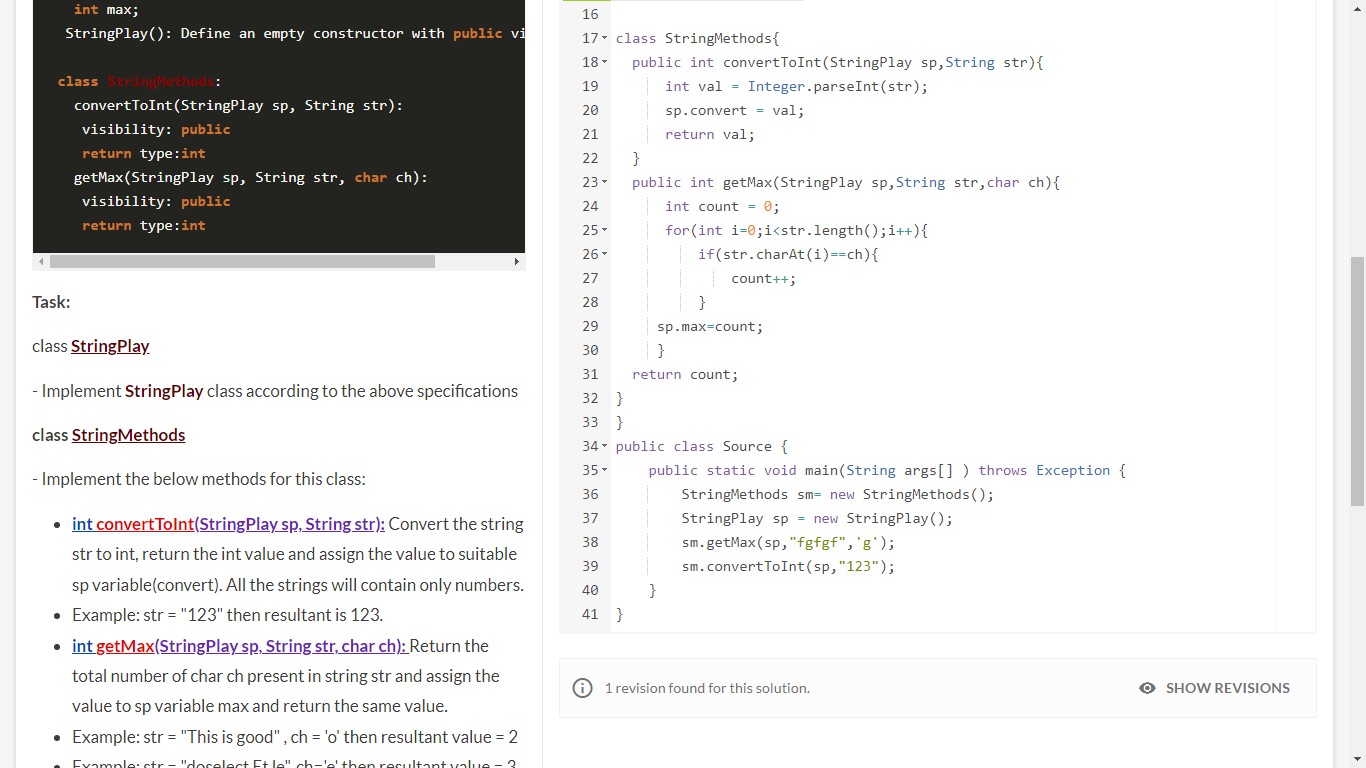 int max;
StringPlay(): Define an empty constructor with public vi
class StringMethods:
convertToInt(StringPlay sp, String str):
visibility: public
return type:int
getMax(StringPlay sp, String str, char ch):
visibility: public
return type:int
Task:
class StringPlay
- Implement StringPlay class according to the above specifications
class StringMethods
- Implement the below methods for this class:
• int convertToInt(StringPlay sp, String str): Convert the string
str to int, return the int value and assign the value to suitable
sp variable(convert). All the strings will contain only numbers.
• Example: str = "123" then resultant is 123.
• int getMax(StringPlay sp, String str, char ch): Return the
total number of char ch present in string str and assign the
value to sp variable max and return the same value.
• Example: str = "This is good" , ch = 'o' then resultant value = 2
• Example: str = "doselect Et le", ch='e' then resultant value = 3
16
17 class StringMethods{
18 public int convertToInt(StringPlay sp,String str){
19 int val = Integer.parseInt(str);
20 sp.convert = val;
21 return val;
22 }
23 public int getMax(StringPlay sp,String str,char ch){
24 int count = 0;
25 for(int i=0;i<str.length();i++){
26 if(str.charAt(i)==ch){
27 count++;
28 }
29 sp.max=count;
30 }
31 return count;
32 }
33 }
34 public class Source {
35 public static void main(String args[] ) throws Exception {
36 StringMethods sm= new StringMethods();
37 StringPlay sp = new StringPlay();
38 sm.getMax(sp,"fgfgf",'g');
39 sm.convertToInt(sp,"123");
40 }
41 }
1 revision found for this solution.
SHOW REVISIONS